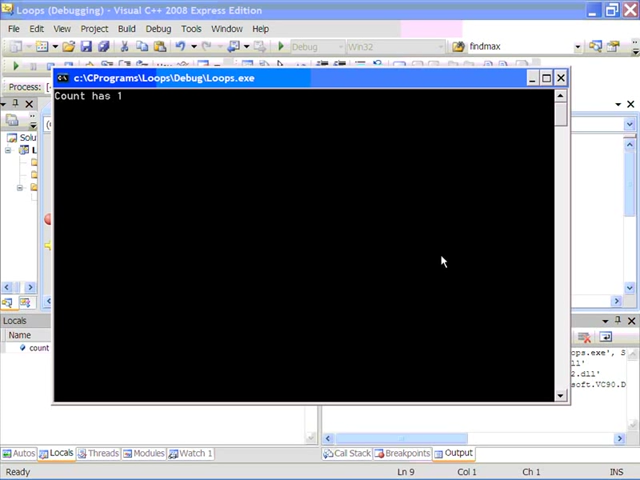 Loops (Debugging) - Visual C++ 2008 Express Edition
File Edit View Project Build Debug Tools Window Help
Debug Win32 findmax
Process:
c:\CPrograms\Loops\Debug\Loops.exe
Count has 1
Solu
Locals
Name
count
ops.exe', S
ll'
2.dll'
soft.VC90.D
Autos Locals Threads Modules Watch 1 Call Stack Breakpoints Output
Ready Ln 9 Col 1 Ch 1 INS